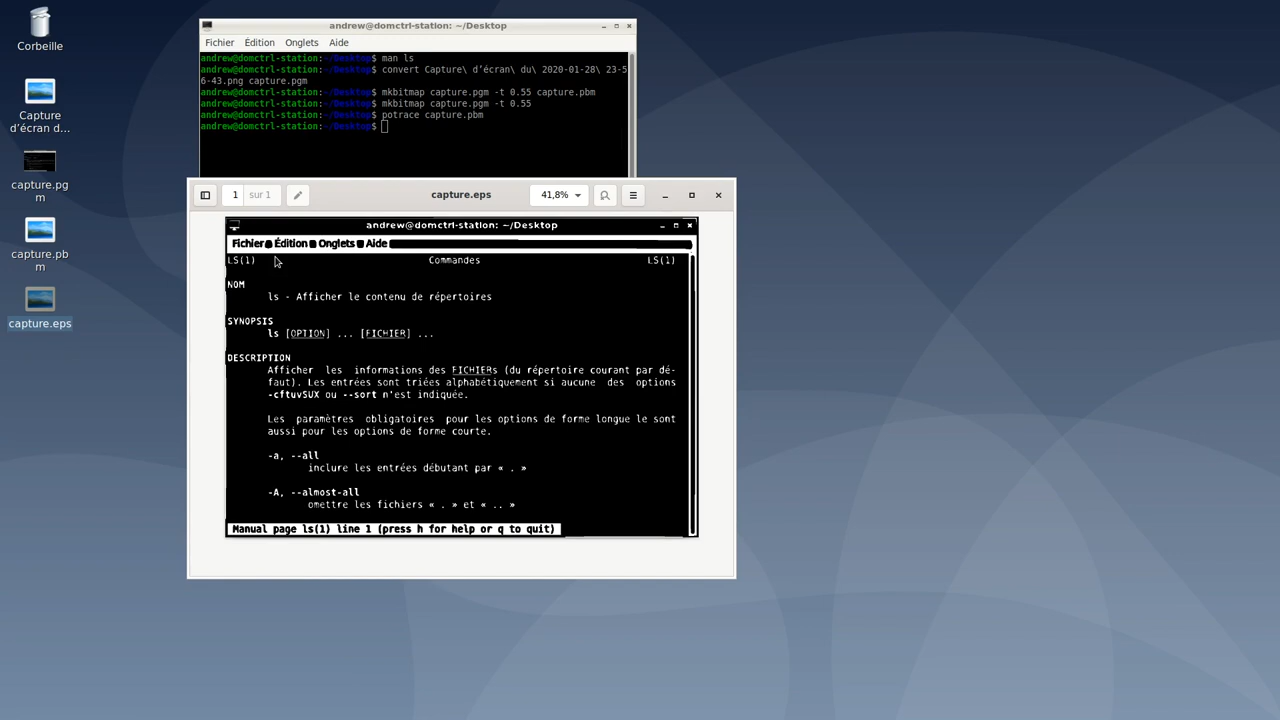 Corbeille
Capture
d’écran d...
capture.pg
m
capture.pb
m
capture.eps
andrew@domctrl-station: ~/Desktop
Fichier Édition Onglets Aide
andrew@domctrl-station:~/Desktop$ man ls
andrew@domctrl-station:~/Desktop$ convert Capture\ d’écran\ du\ 2020-01-28\ 23-5
6-43.png capture.pgm
andrew@domctrl-station:~/Desktop$ mkbitmap capture.pgm -t 0.55 capture.pbm
andrew@domctrl-station:~/Desktop$ mkbitmap capture.pgm -t 0.55
andrew@domctrl-station:~/Desktop$ potrace capture.pbm
andrew@domctrl-station:~/Desktop$
1 sur 1 capture.eps 41,8%
andrew@domctrl-station: ~/Desktop
Fichier Édition Onglets Aide
LS(1) Commandes LS(1)
NOM
ls - Afficher le contenu de répertoires
SYNOPSIS
ls [OPTION] ... [FICHIER] ...
DESCRIPTION
Afficher les informations des FICHIERs (du répertoire courant par dé-
faut). Les entrées sont triées alphabétiquement si aucune des options
-cftuvSUX ou --sort n'est indiquée.
Les paramètres obligatoires pour les options de forme longue le sont
aussi pour les options de forme courte.
-a, --all
inclure les entrées débutant par « . »
-A, --almost-all
omettre les fichiers « . » et « .. »
Manual page ls(1) line 1 (press h for help or q to quit)